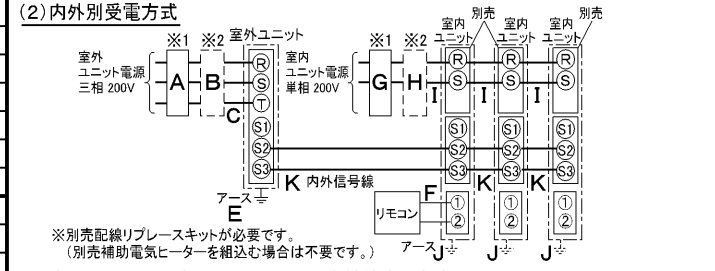 (2)内外別受電方式
※1
※2
室外ユニット
室外
ユニット電源
三相 200V
A
B
C
R
S
T
S1
S2
S3
アース
E
K 内外信号線
※1
※2
室内
ユニット電源
単相 200V
G
H
I
I
I
室内
ユニット
別売
室内
ユニット
室内
ユニット
別売
R
S
R
S
R
S
S1
S2
S3
S1
S2
S3
S1
S2
S3
K
K
リモコン
F
①
②
①
②
①
②
アース
J
J
J
※別売配線リプレースキットが必要です。
(別売補助電気ヒーターを組込む場合は不要です。)